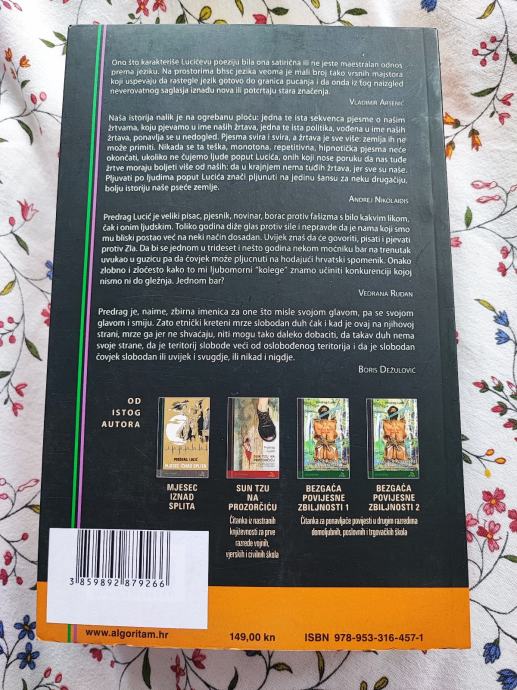 Ono što karakteriše Lucićevu poeziju bila ona satirična ili ne jeste maestralan odnos
prema jeziku. Na prostorima bhsc jezika veoma je mali broj tako vrsnih majstora
koji uspevaju da rastegle jezik gotovo do granica pucanja i da onda iz tog naizgled
neverovatnog saglasja iznađu nova ili potcrtaju stara značenja.
Vladimir Arsenić
Naša istorija nalik je na ogrebanu ploču: jedna te ista sekvenca pjesme o našim
žrtvama, koju pjevamo u ime naših žrtava, jedna te ista politika, vođena u ime naših
žrtava, ponavlja se u nedogled. Pjesma svira i svira, a žrtava je sve više: zemlja ih ne
može primiti. Nikada se ta teška, monotona, repetitivna, hipnotička pjesma neće
okončati, ukoliko ne čujemo ljude poput Lucića, onih koji nose poruku da nas tuđe
žrtve moraju boljeti više od naših: da u krajnjem nema tuđih žrtava, jer sve su naše.
Pljuvati po ljudima poput Lucića znači pljunuti na jedinu šansu za neku drugačiju,
bolju istoriju naše pseće zemlje.
Andrej Nikolaidis
Predrag Lucić je veliki pisac, pjesnik, novinar, borac protiv fašizma s bilo kakvim likom,
čak i onim ljudskim. Toliko godina diže glas protiv sile i nepravde da je nama koji smo
mu bliski postao već na neki način dosadan. Uvijek znaš da će govoriti, pisati i pjevati
protiv Zla. Da bi se jednom u trideset i nešto godina nekom moćniku bar na trenutak
uvukao u guzicu pa da čovjek može pljucnuti na hodajući hrvatski spomenik. Onako
zlobno i zločesto kako to mi ljubomorni "kolege" znamo učiniti konkurenciji kojoj
nismo ni do gležnja. Jednom bar?
Vedrana Rudan
Predrag je, naime, zbirna imenica za one što misle svojom glavom, pa se svojom
glavom i smiju. Zato etnički kreteni mrze slobodan duh čak i kad je ovaj na njihovoj
strani, mrze ga jer ne shvaćaju, niti mogu tako daleko dobaciti, da takav duh nema
svoje strane, da je teritorij slobode veći od oslobođenog teritorija i da je slobodan
čovjek slobodan ili uvijek i svugdje, ili nikad i nigdje.
Boris Dežulović
OD
ISTOG
AUTORA
PREDRAG LUCIĆ
MJESEC IZNAD SPLITA
SUN TZU
NA PROZORČIĆU
MJESEC
IZNAD
SPLITA
SUN TZU
NA
PROZORČIĆU
Čitanka iz nastranih
književnosti za prve
razrede vojnih,
vjerskih i civilnih škola
BEZGAĆA
POVIJESNE
ZBILJNOSTI 1
BEZGAĆA
POVIJESNE
ZBILJNOSTI 2
Čitanka za ponavljače povijesti u drugim razredima
domoljubnih, poslovnih i trgovačkih škola
3 859892 879266
www.algoritam.hr
149,00 kn
ISBN 978-953-316-457-1